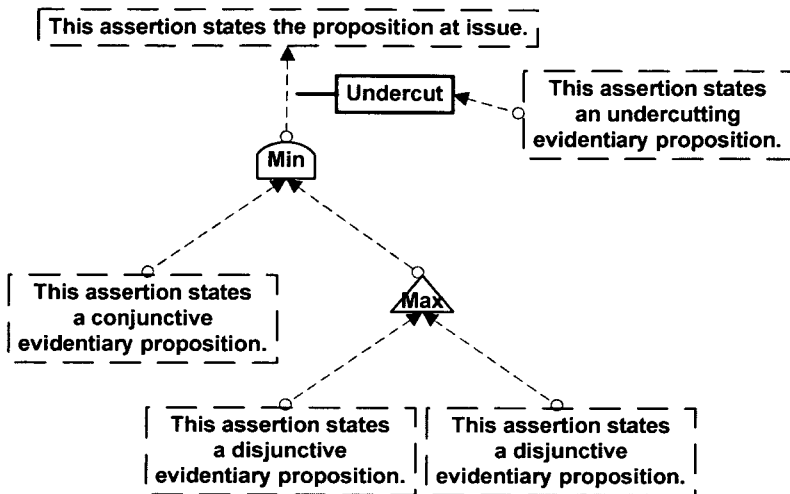 This assertion states the proposition at issue.
Undercut
This assertion states
an undercutting
evidentiary proposition.
Min
This assertion states
a conjunctive
evidentiary proposition.
Max
This assertion states
a disjunctive
evidentiary proposition.
This assertion states
a disjunctive
evidentiary proposition.